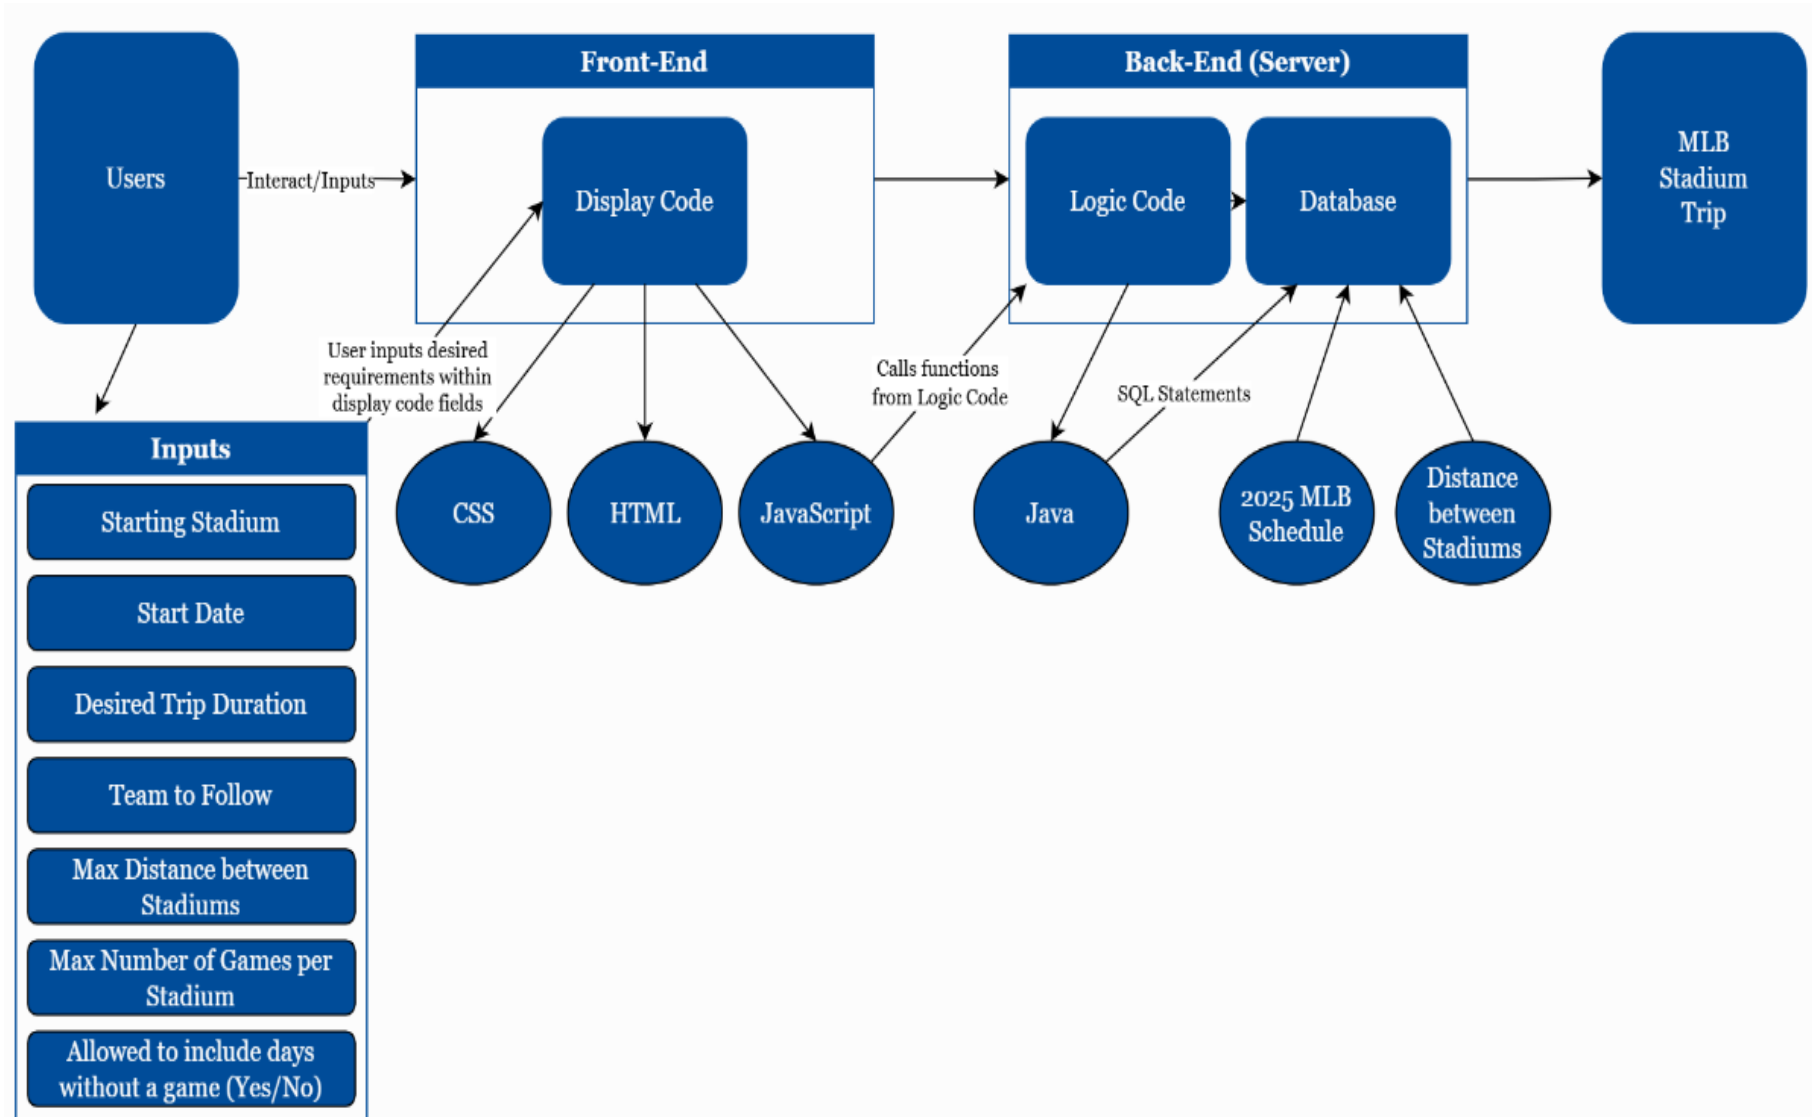 Users
Interact/Inputs
Front-End
Display Code
Back-End (Server)
Logic Code
Database
MLB
Stadium
Trip
User inputs desired
requirements within
display code fields
Calls functions
from Logic Code
SQL Statements
CSS
HTML
JavaScript
Java
2025 MLB
Schedule
Distance
between
Stadiums
Inputs
Starting Stadium
Start Date
Desired Trip Duration
Team to Follow
Max Distance between
Stadiums
Max Number of Games per
Stadium
Allowed to include days
without a game (Yes/No)